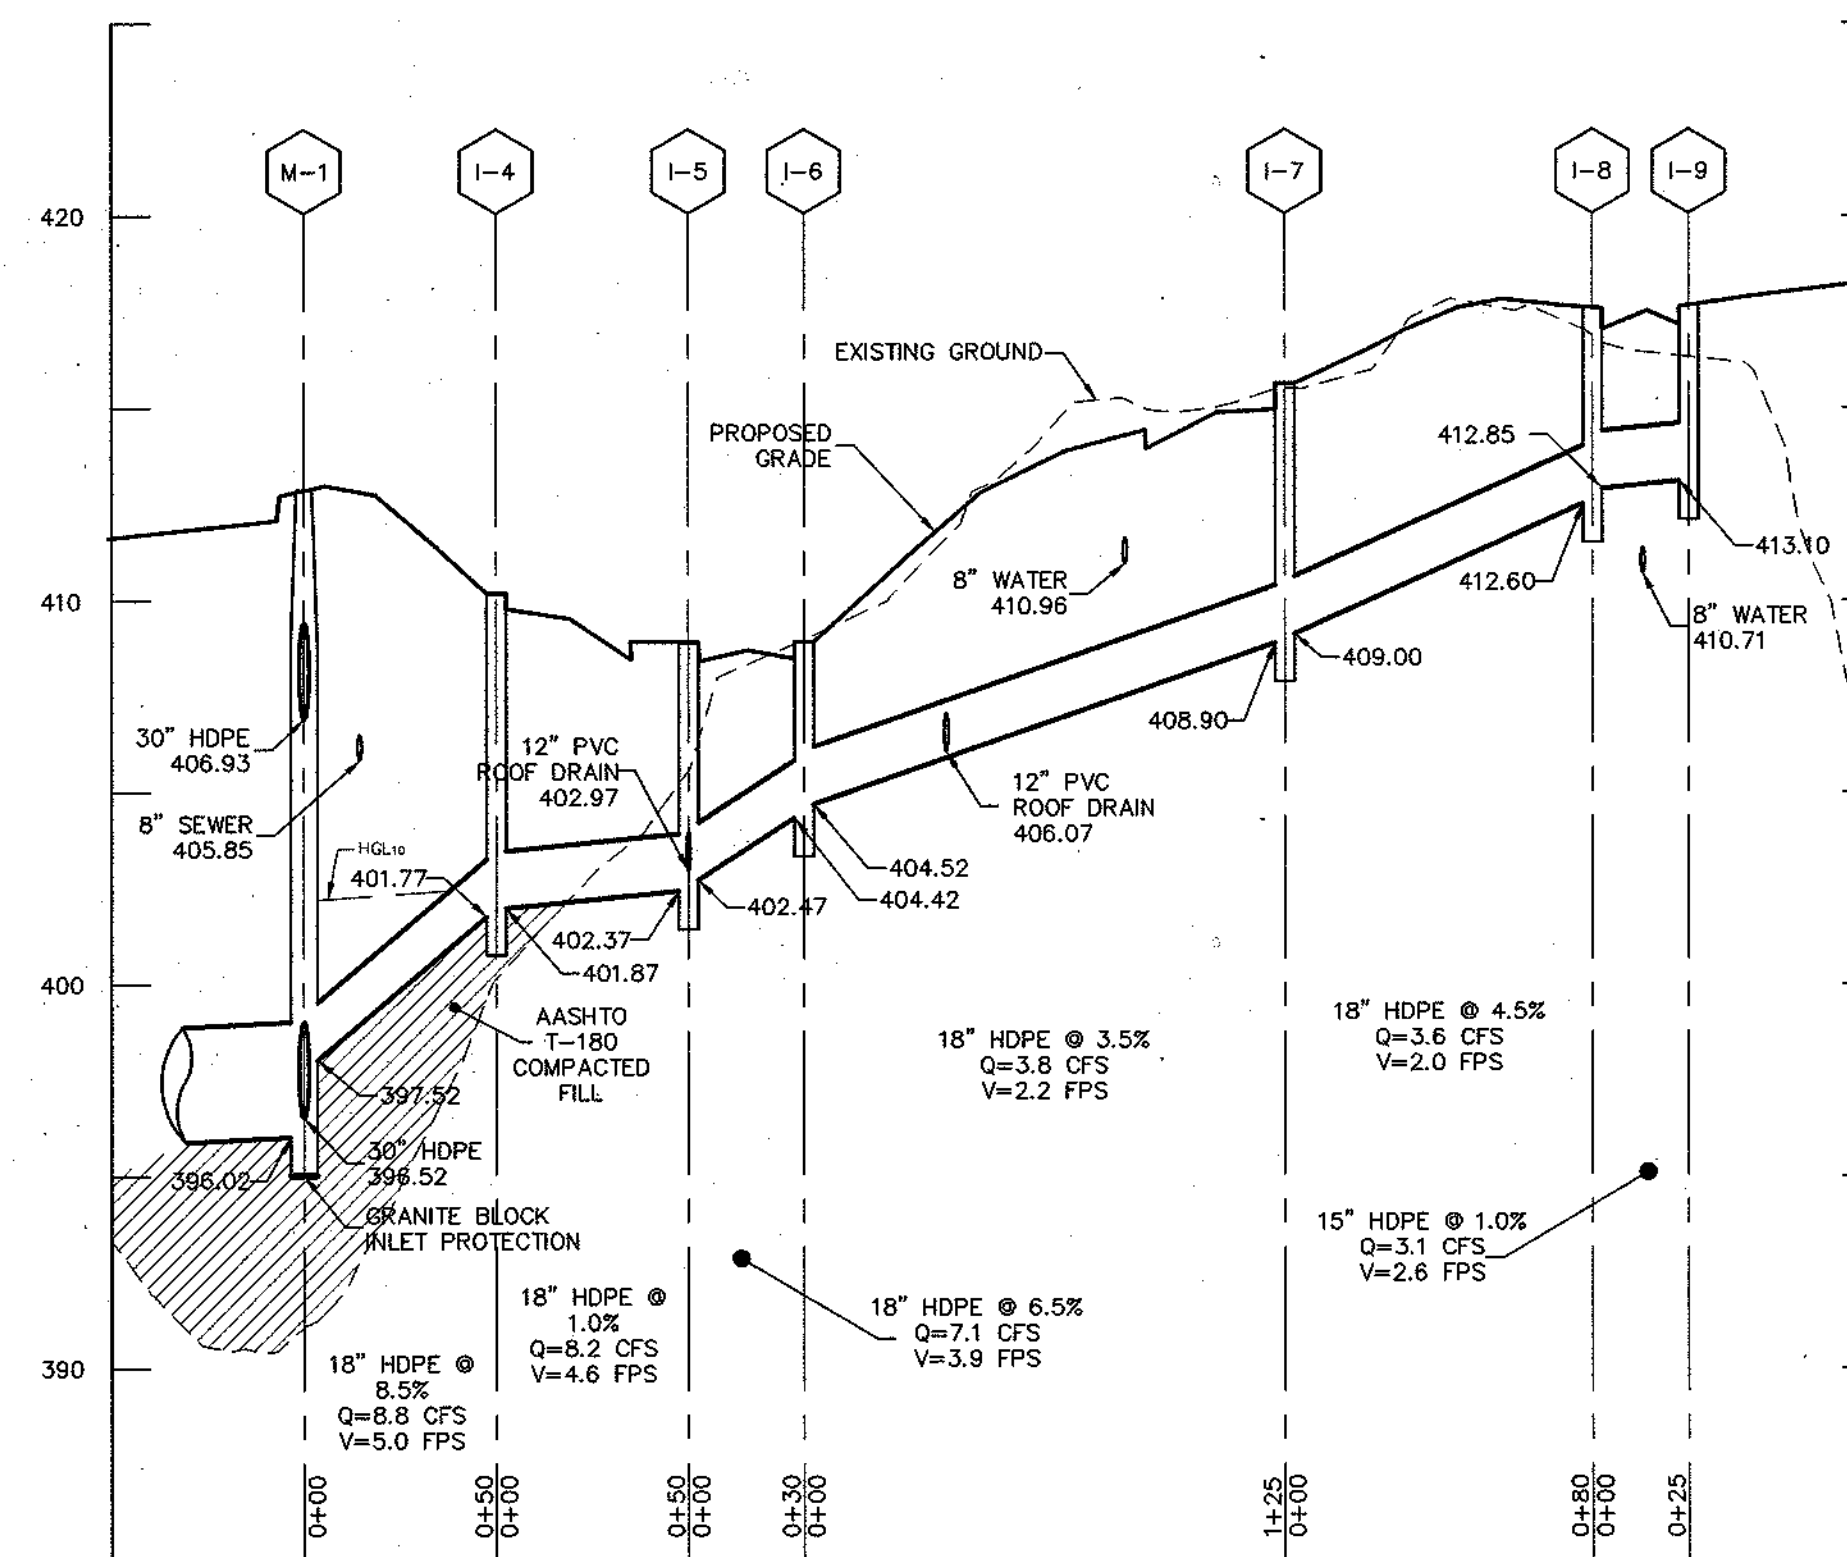 M-1
I-4
I-5
I-6
I-7
I-8
I-9
420
410
400
390
EXISTING GROUND
PROPOSED
GRADE
8" WATER
410.96
412.85
413.10
412.60
8" WATER
410.71
409.00
408.90
30" HDPE
406.93
8" SEWER
405.85
HGL10
401.77
12" PVC
ROOF DRAIN
402.97
12" PVC
ROOF DRAIN
406.07
404.52
404.42
402.47
402.37
401.87
AASHTO
T-180
COMPACTED
FILL
397.52
30" HDPE
396.52
396.02
GRANITE BLOCK
INLET PROTECTION
18" HDPE @
8.5%
Q=8.8 CFS
V=5.0 FPS
18" HDPE @
1.0%
Q=8.2 CFS
V=4.6 FPS
18" HDPE @ 6.5%
Q=7.1 CFS
V=3.9 FPS
18" HDPE @ 3.5%
Q=3.8 CFS
V=2.2 FPS
18" HDPE @ 4.5%
Q=3.6 CFS
V=2.0 FPS
15" HDPE @ 1.0%
Q=3.1 CFS
V=2.6 FPS
0+00
0+50
0+00
0+50
0+00
0+30
0+00
1+25
0+00
0+80
0+00
0+25